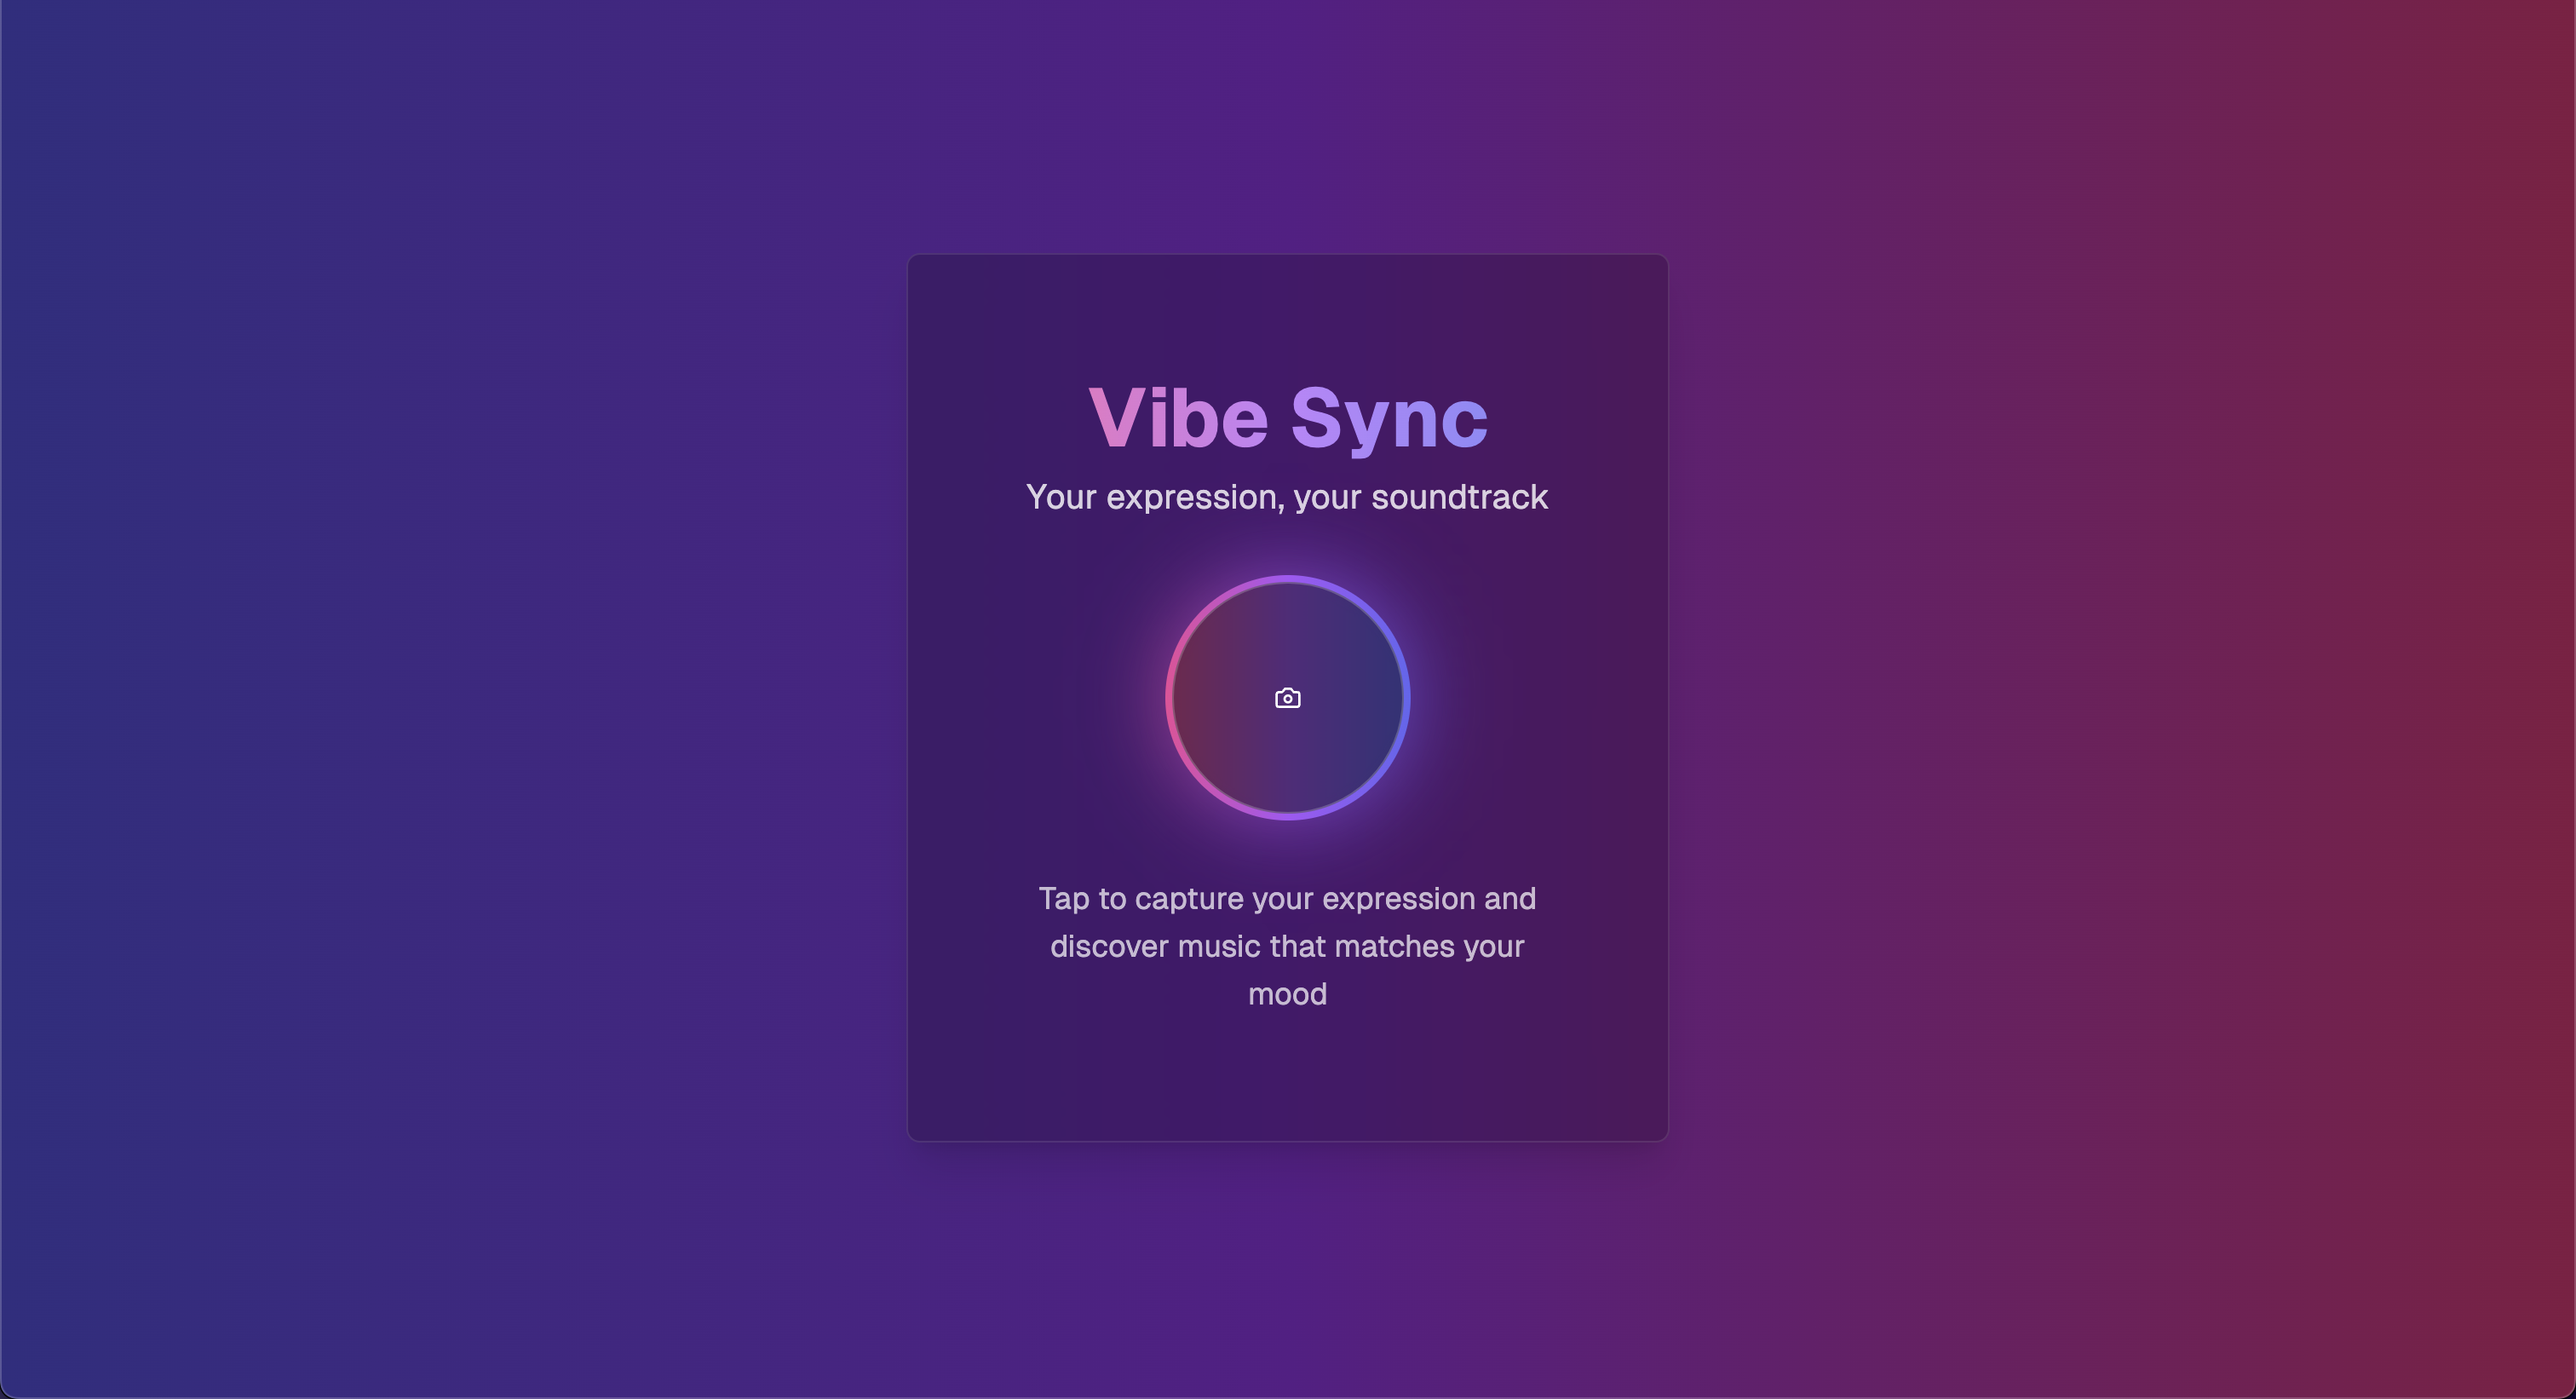 Vibe Sync
Your expression, your soundtrack
Tap to capture your expression and
discover music that matches your
mood